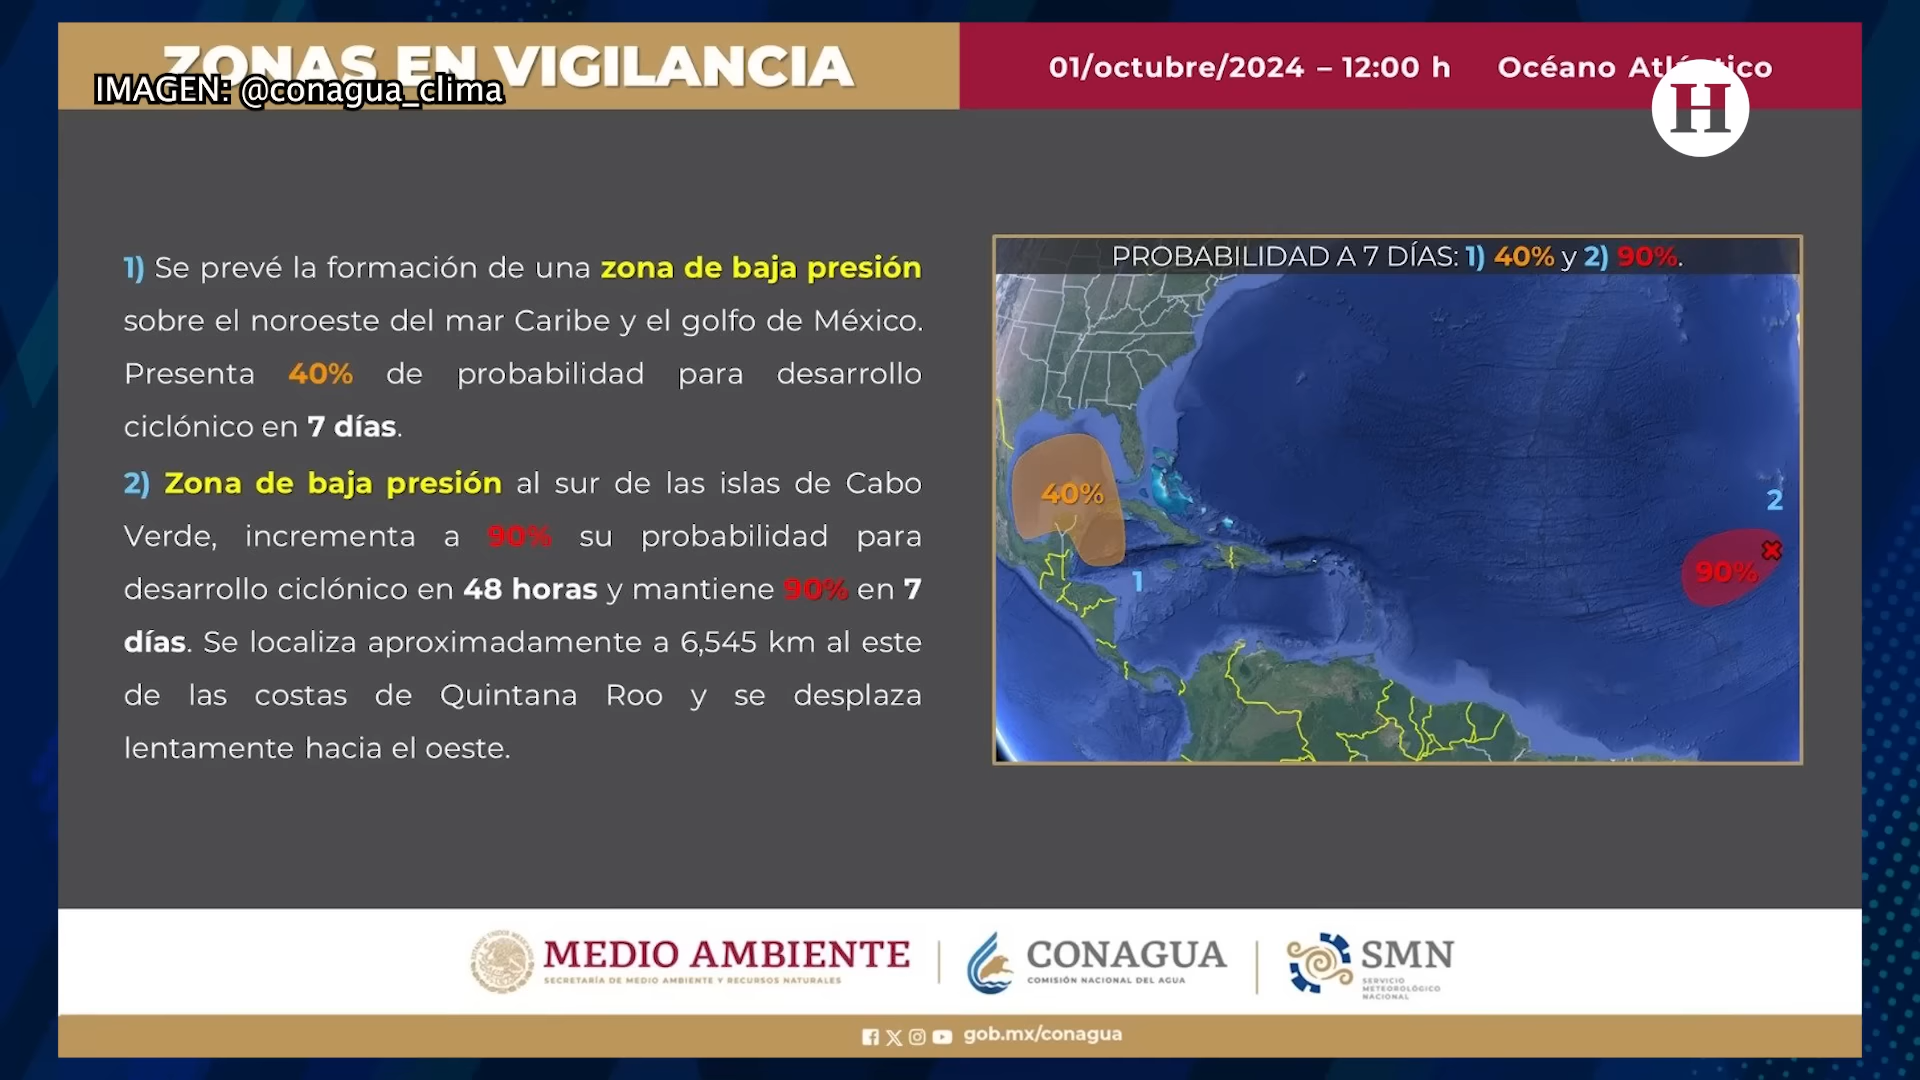 ZONAS EN VIGILANCIA
IMAGEN: @conagua_clima
01/octubre/2024 – 12:00 h Océano Atlántico
H
1) Se prevé la formación de una zona de baja presión
sobre el noroeste del mar Caribe y el golfo de México.
Presenta 40% de probabilidad para desarrollo
ciclónico en 7 días.
2) Zona de baja presión al sur de las islas de Cabo
Verde, incrementa a 90% su probabilidad para
desarrollo ciclónico en 48 horas y mantiene 90% en 7
días. Se localiza aproximadamente a 6,545 km al este
de las costas de Quintana Roo y se desplaza
lentamente hacia el oeste.
PROBABILIDAD A 7 DÍAS: 1) 40% y 2) 90%.
40%
1
2
90%
MEDIO AMBIENTE
SECRETARÍA DE MEDIO AMBIENTE Y RECURSOS NATURALES
CONAGUA
COMISIÓN NACIONAL DEL AGUA
SMN
SERVICIO
METEOROLÓGICO
NACIONAL
gob.mx/conagua